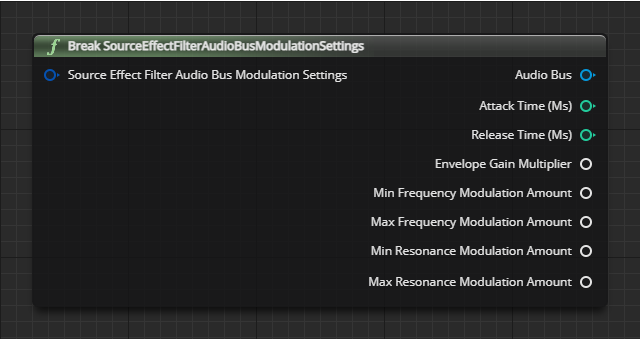 f Break SourceEffectFilterAudioBusModulationSettings
Source Effect Filter Audio Bus Modulation Settings Audio Bus
Attack Time (Ms)
Release Time (Ms)
Envelope Gain Multiplier
Min Frequency Modulation Amount
Max Frequency Modulation Amount
Min Resonance Modulation Amount
Max Resonance Modulation Amount